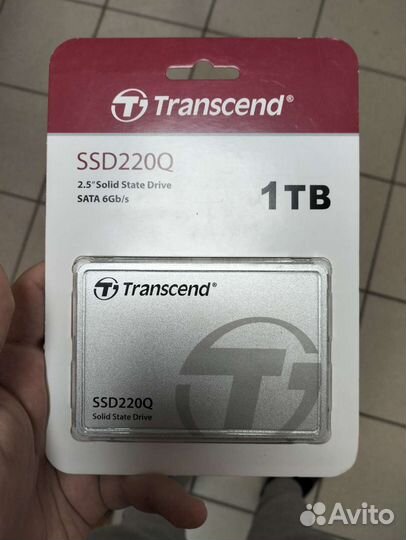 Transcend®
SSD220Q
2.5" Solid State Drive
SATA 6Gb/s
1TB
Transcend®
SSD220Q
Solid State Drive
Avito